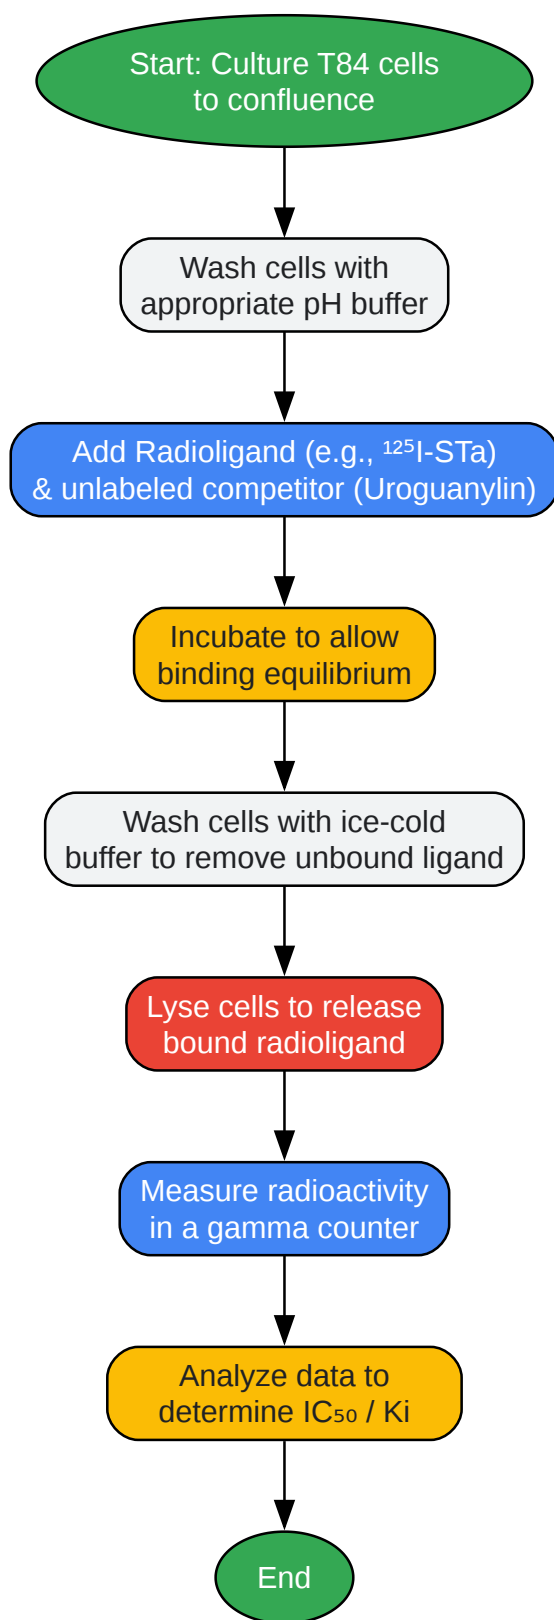 Start: Culture T84 cells
to confluence
Wash cells with
appropriate pH buffer
Add Radioligand (e.g., ¹²⁵I-STa)
& unlabeled competitor (Uroguanylin)
Incubate to allow
binding equilibrium
Wash cells with ice-cold
buffer to remove unbound ligand
Lyse cells to release
bound radioligand
Measure radioactivity
in a gamma counter
Analyze data to
determine IC₅₀ / Ki
End